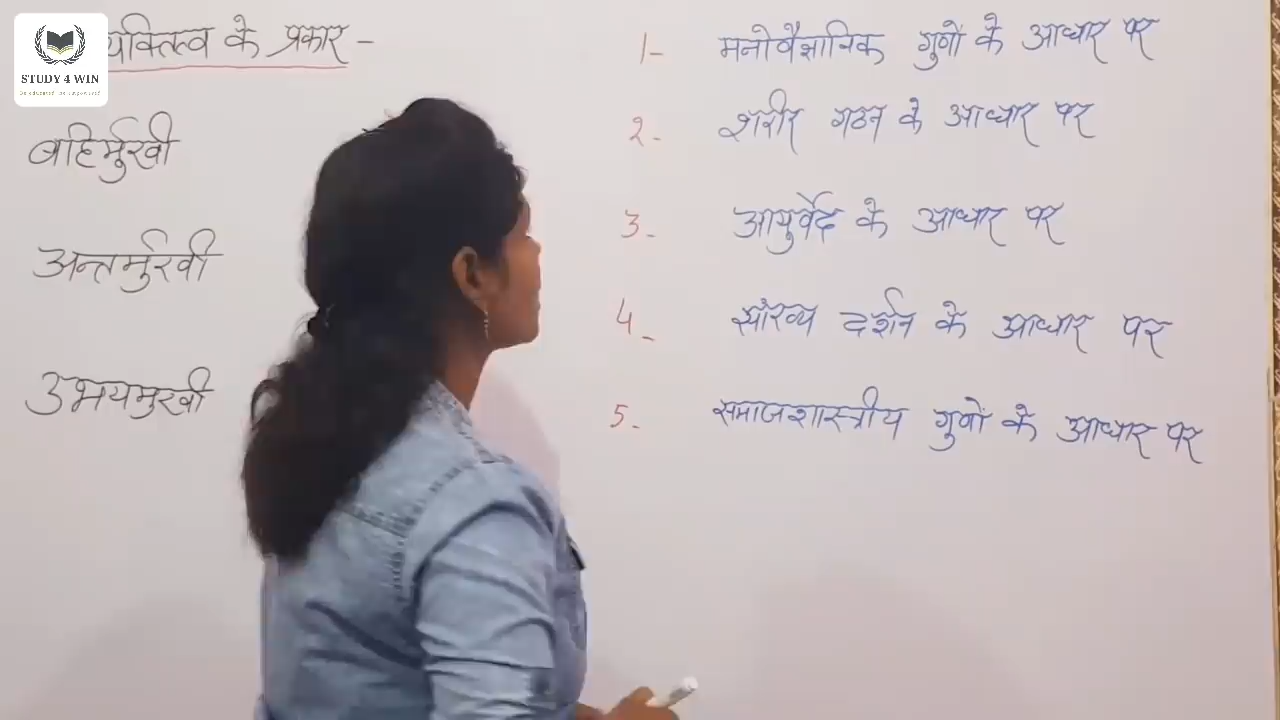 STUDY 4 WIN
व्यक्तित्व के प्रकार -
बहिर्मुखी
अन्तर्मुखी
उभयमुखी
1- मनोवैज्ञानिक गुणों के आधार पर
2- शरीर गठन के आधार पर
3- आयुर्वेद के आधार पर
4- सांख्य दर्शन के आधार पर
5- समाजशास्त्रीय गुणों के आधार पर